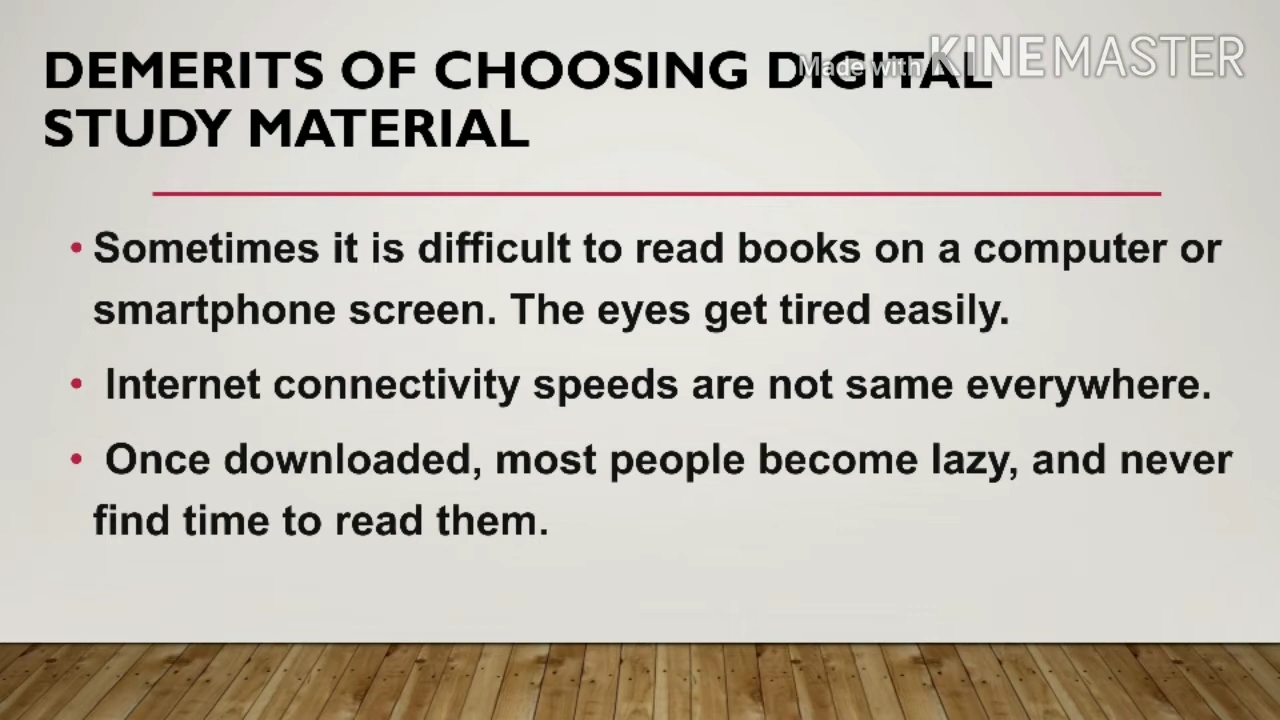 Made with KINEMASTER
DEMERITS OF CHOOSING DIGITAL
STUDY MATERIAL
• Sometimes it is difficult to read books on a computer or
smartphone screen. The eyes get tired easily.
• Internet connectivity speeds are not same everywhere.
• Once downloaded, most people become lazy, and never
find time to read them.